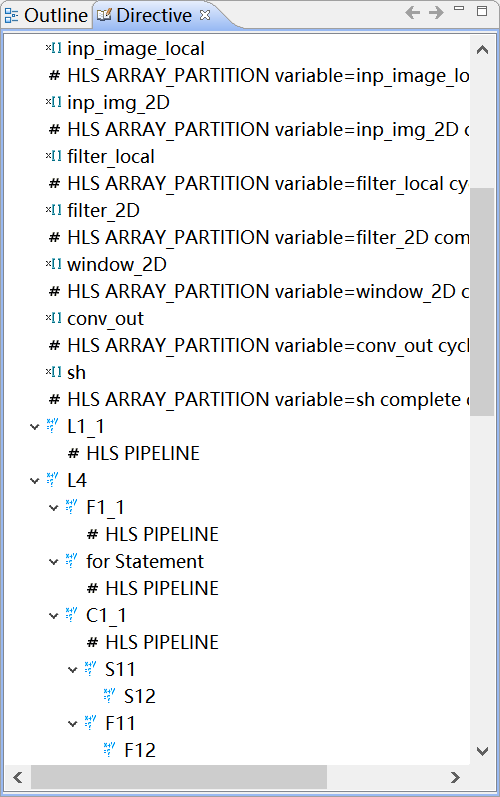 Outline Directive
inp_image_local
# HLS ARRAY_PARTITION variable=inp_image_lo
inp_img_2D
# HLS ARRAY_PARTITION variable=inp_img_2D c
filter_local
# HLS ARRAY_PARTITION variable=filter_local cyc
filter_2D
# HLS ARRAY_PARTITION variable=filter_2D com
window_2D
# HLS ARRAY_PARTITION variable=window_2D c
conv_out
# HLS ARRAY_PARTITION variable=conv_out cycl
sh
# HLS ARRAY_PARTITION variable=sh complete
L1_1
# HLS PIPELINE
L4
F1_1
# HLS PIPELINE
for Statement
# HLS PIPELINE
C1_1
# HLS PIPELINE
S11
S12
F11
F12